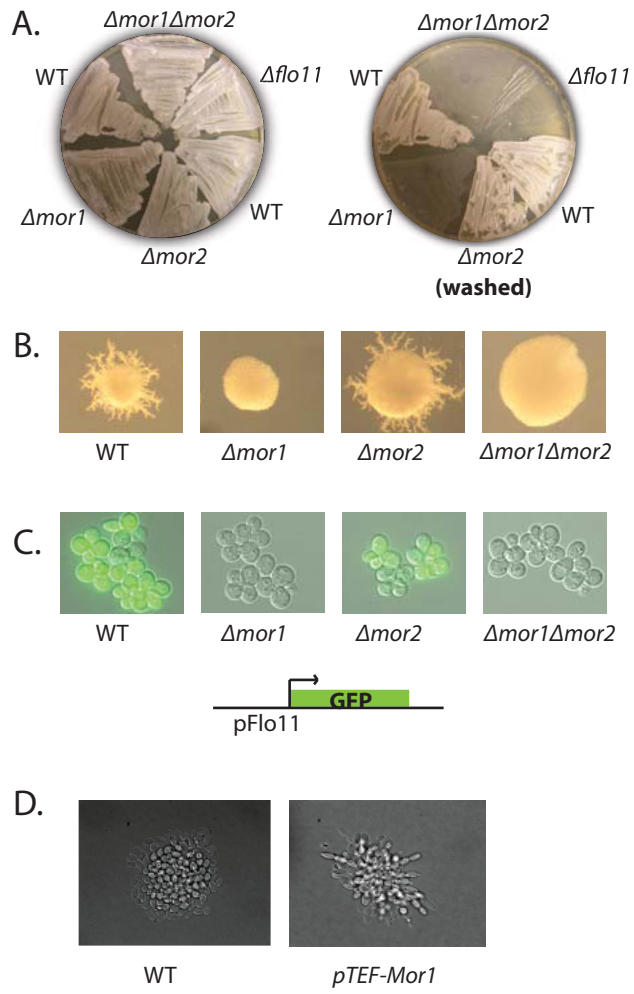 A.
Δmor1Δmor2
WT
Δflo11
Δmor1
WT
Δmor2
Δmor1Δmor2
WT
Δflo11
Δmor1
WT
Δmor2
(washed)
B.
WT
Δmor1
Δmor2
Δmor1Δmor2
C.
WT
Δmor1
Δmor2
Δmor1Δmor2
GFP
pFlo11
D.
WT
pTEF-Mor1